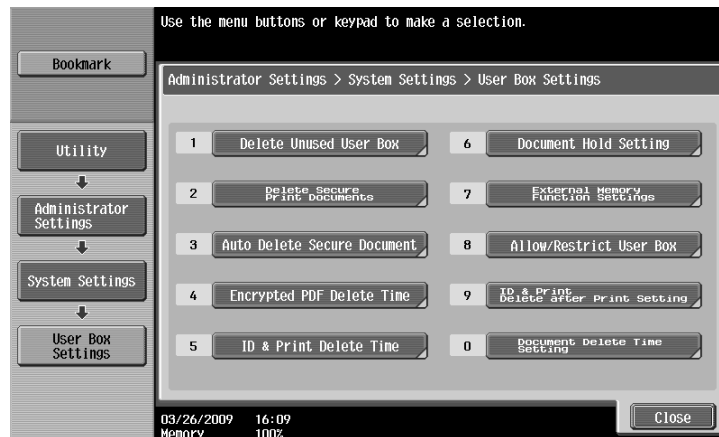 Use the menu buttons or keypad to make a selection.
Bookmark
Administrator Settings > System Settings > User Box Settings
Utility
Administrator
Settings
System Settings
User Box
Settings
1 Delete Unused User Box
2 Delete Secure
Print Documents
3 Auto Delete Secure Document
4 Encrypted PDF Delete Time
5 ID & Print Delete Time
6 Document Hold Setting
7 External Memory
Function Settings
8 Allow/Restrict User Box
9 ID & Print
Delete after Print Setting
0 Document Delete Time
Setting
03/26/2009 16:09
Memory 100%
Close